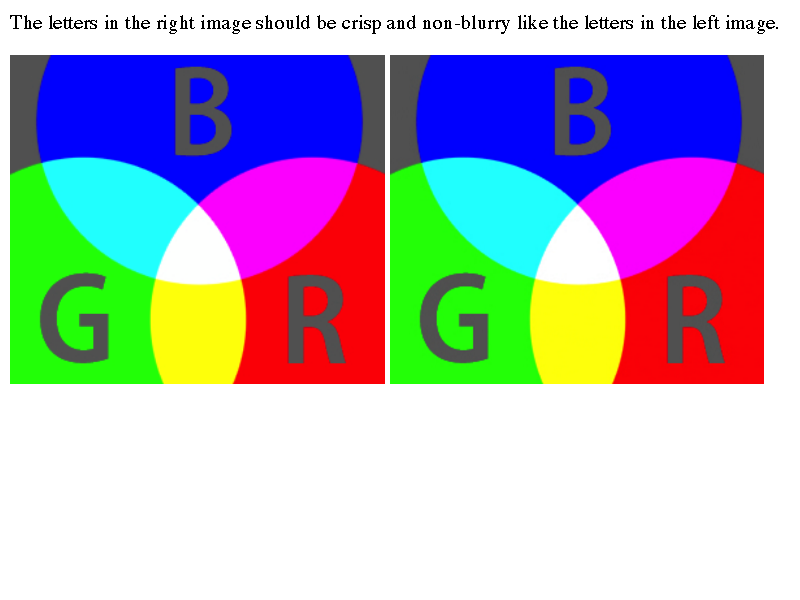 The letters in the right image should be crisp and non-blurry like the letters in the left image.
B B
G R G R